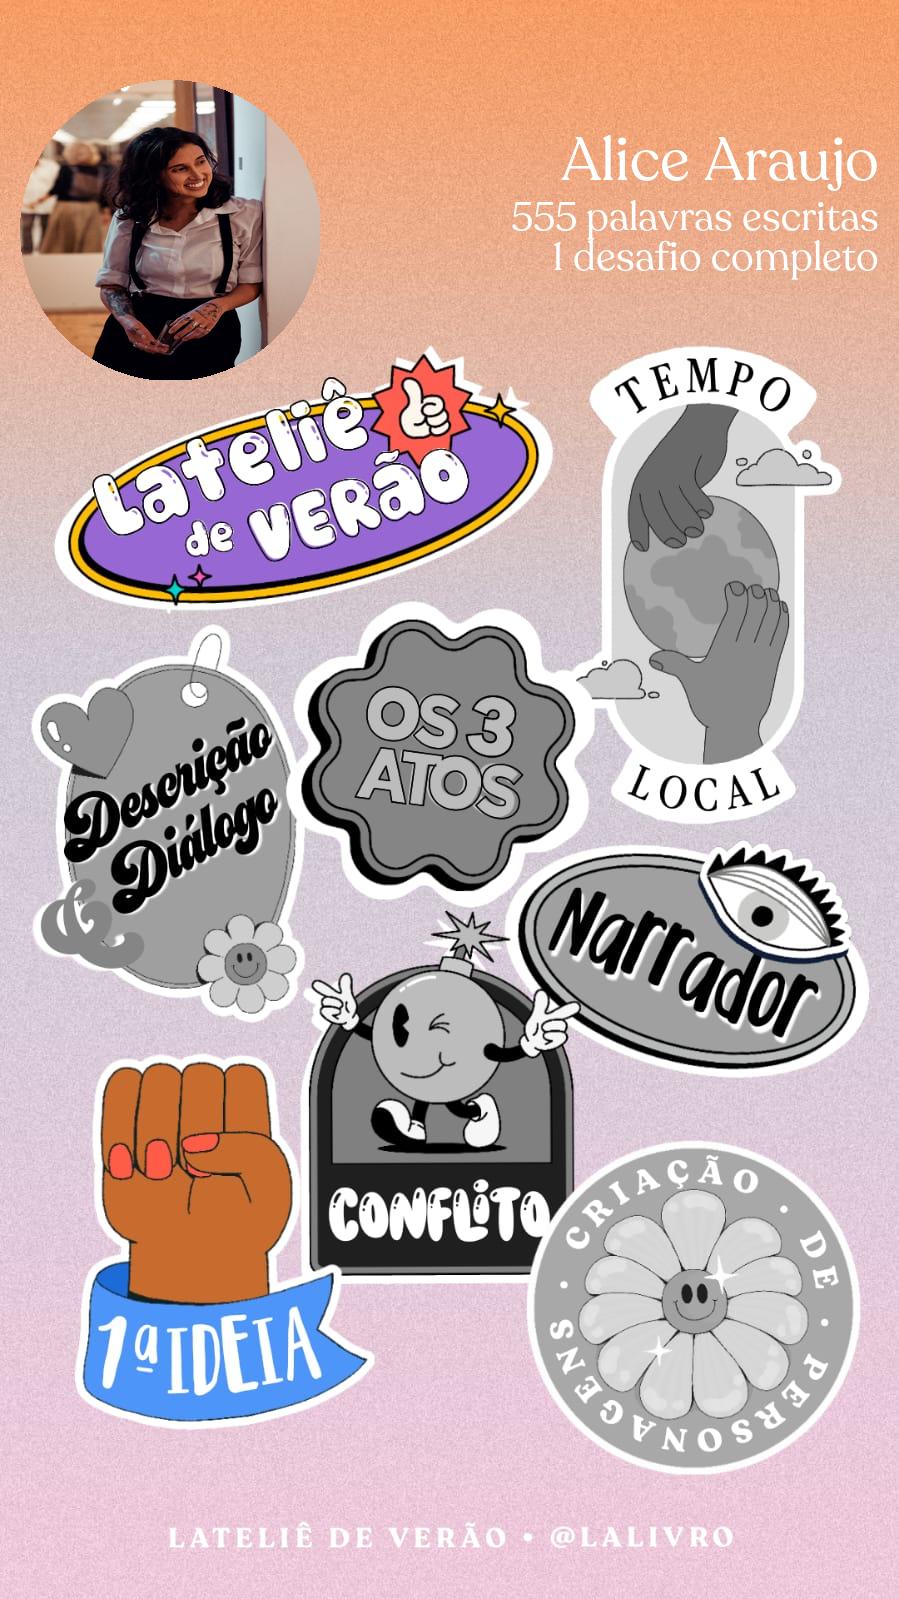 Alice Araujo
555 palavras escritas
1 desafio completo
Lateliê
de VERÃO
TEMPO
LOCAL
Descrição
& Diálogo
OS 3
ATOS
Narrador
CONFLITO
1ª IDEIA
CRIAÇÃO · DE · PERSONAGENS ·
LATELIÊ DE VERÃO • @LALIVRO